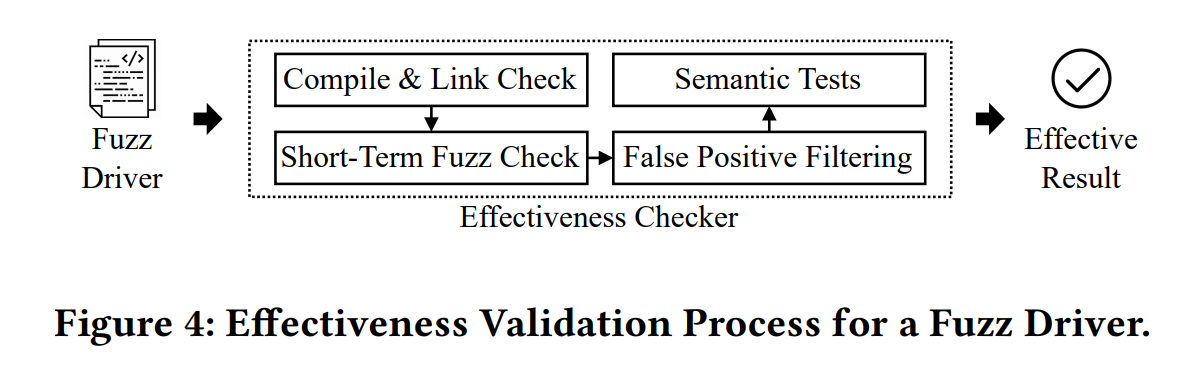 Fuzz
Driver
Compile & Link Check
Short-Term Fuzz Check
False Positive Filtering
Semantic Tests
Effectiveness Checker
Effective
Result
Figure 4: Effectiveness Validation Process for a Fuzz Driver.